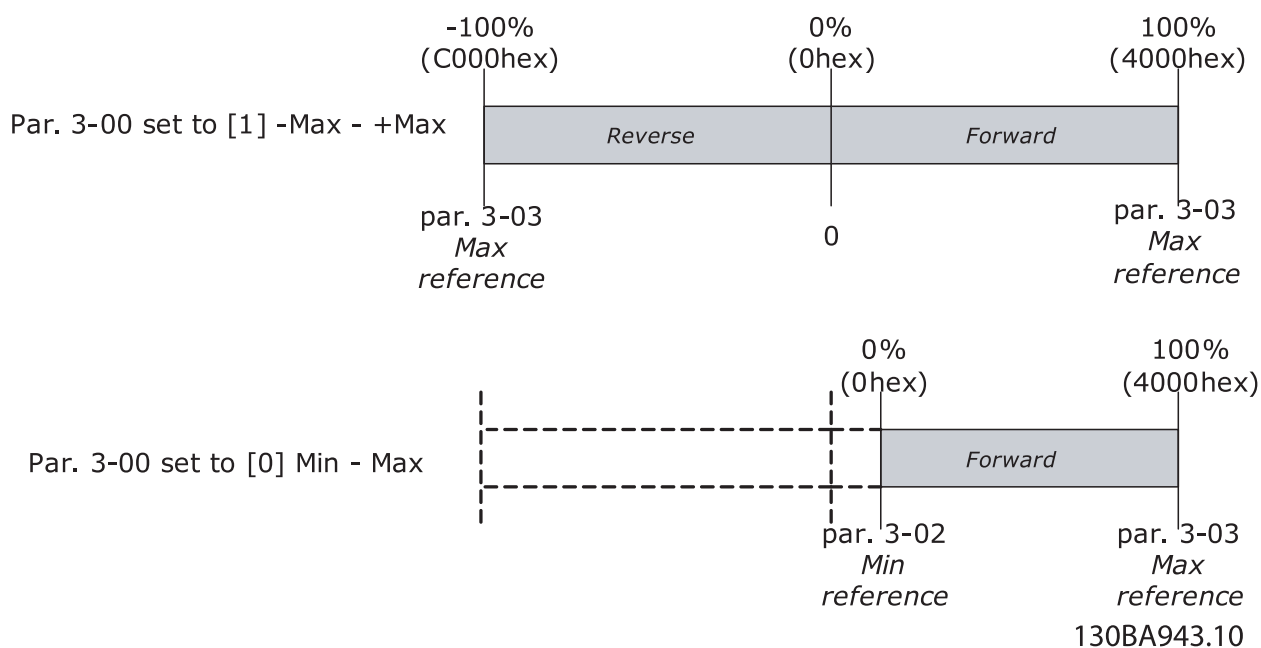 -100% 0% 100%
(C000hex) (0hex) (4000hex)
Par. 3-00 set to [1] -Max - +Max
Reverse Forward
par. 3-03 0 par. 3-03
Max Max
reference reference
0% 100%
(0hex) (4000hex)
Par. 3-00 set to [0] Min - Max
Forward
par. 3-02 par. 3-03
Min Max
reference reference
130BA943.10